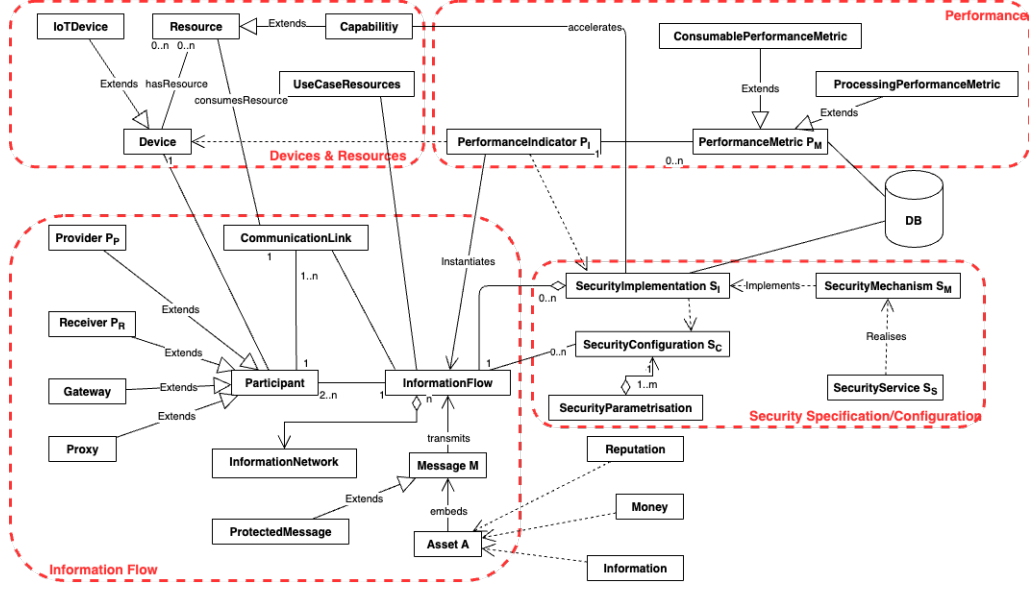 Performance
IoTDevice
Resource
Extends
Capabilitiy
accelerates
ConsumablePerformanceMetric
0..n
0..n
Extends
hasResource
UseCaseResources
consumesResource
Extends
ProcessingPerformanceMetric
Extends
Device
1
Devices & Resources
PerformanceIndicator PI
1
0..n
PerformanceMetric PM
DB
Provider PP
CommunicationLink
1
1..n
Instantiates
Extends
SecurityImplementation SI
0..n
Implements
SecurityMechanism SM
Receiver PR
Extends
Realises
SecurityConfiguration SC
0..n
1
1
1
1..m
Gateway
Extends
Participant
2..n
1
InformationFlow
n
SecurityService SS
SecurityParametrisation
Security Specification/Configuration
Extends
Proxy
transmits
InformationNetwork
Message M
Reputation
Extends
embeds
Money
ProtectedMessage
Asset A
Information
Information Flow